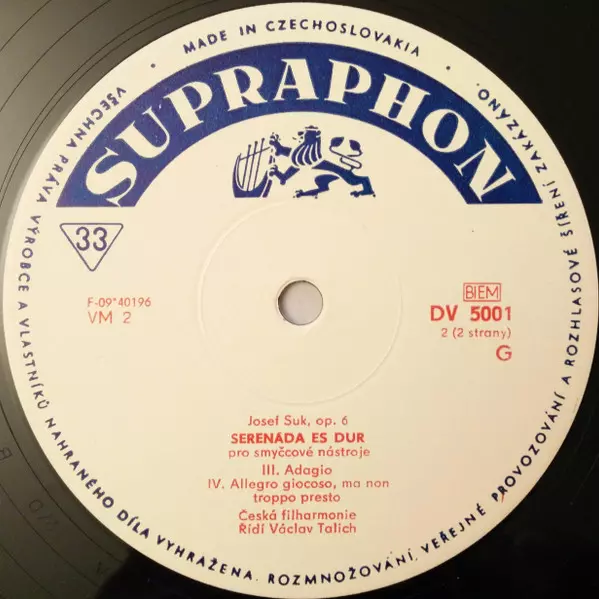 MADE IN CZECHOSLOVAKIA
SUPRAPHON
33
F-09*40196
VM 2
BIEM
DV 5001
2 (2 strany)
G
Josef Suk, op. 6
SERENÁDA ES DUR
pro smyčcové nástroje
III. Adagio
IV. Allegro giocoso, ma non
troppo presto
Česká filharmonie
Řídí Václav Talich
VŠECHNA PRÁVA VÝROBCE A VLASTNÍKŮ NAHRANÉHO DÍLA VYHRAŽENA. ROZMNOŽOVÁNÍ, VEŘEJNÉ PROVOZOVÁNÍ A ROZHLASOVÉ ŠÍŘENÍ ZAKÁZÁNO.